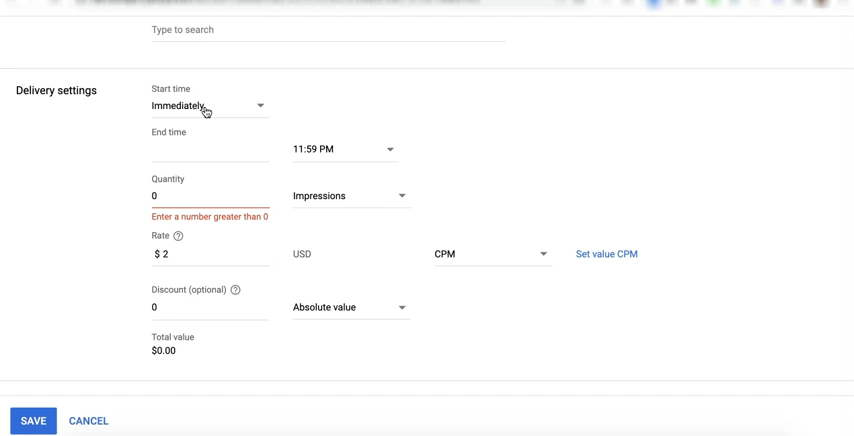 Type to search
Delivery settings
Start time
Immediately
End time
11:59 PM
Quantity
0 Impressions
Enter a number greater than 0
Rate
$ 2 USD CPM Set value CPM
Discount (optional)
0 Absolute value
Total value
$0.00
SAVE CANCEL